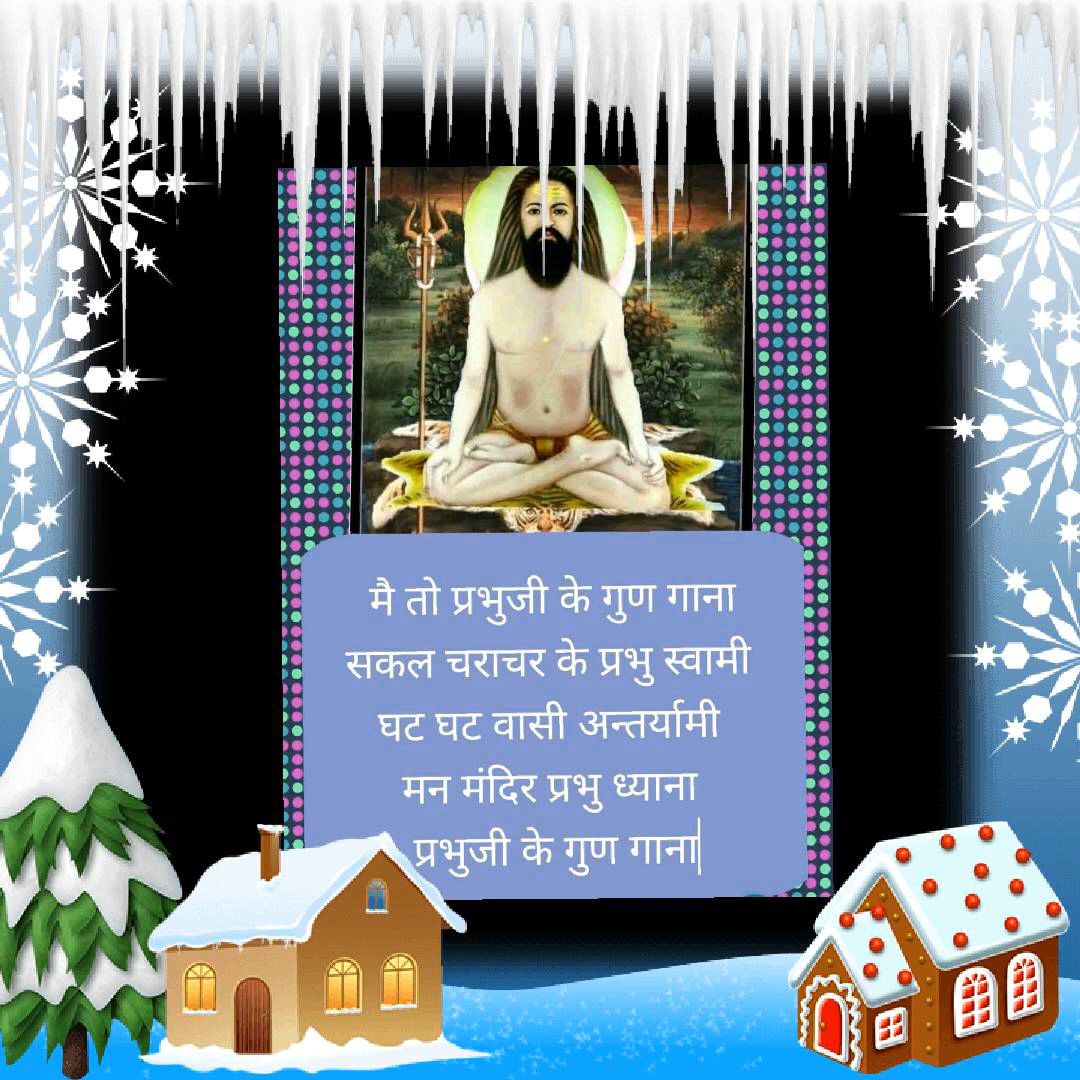 मै तो प्रभुजी के गुण गाना
सकल चराचर के प्रभु स्वामी
घट घट वासी अन्तर्यामी
मन मंदिर प्रभु ध्याना
प्रभुजी के गुण गाना